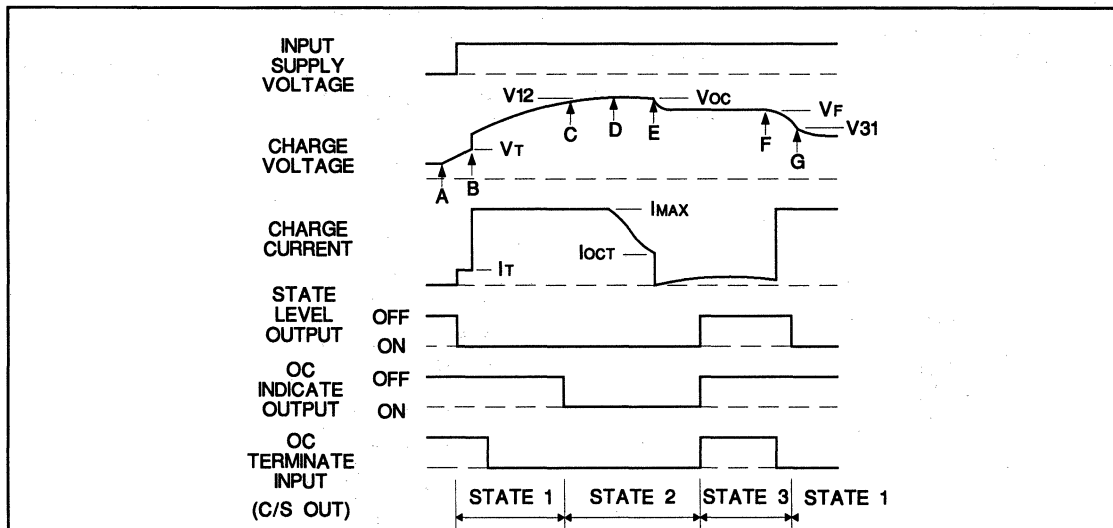 INPUT
SUPPLY
VOLTAGE
V12
VOC
VF
V31
CHARGE
VOLTAGE
VT
A
B
C
D
E
F
G
CHARGE
CURRENT
IMAX
IOCT
IT
STATE
LEVEL
OUTPUT
OFF
ON
OC
INDICATE
OUTPUT
OFF
ON
OC
TERMINATE
INPUT
(C/S OUT)
STATE 1
STATE 2
STATE 3
STATE 1